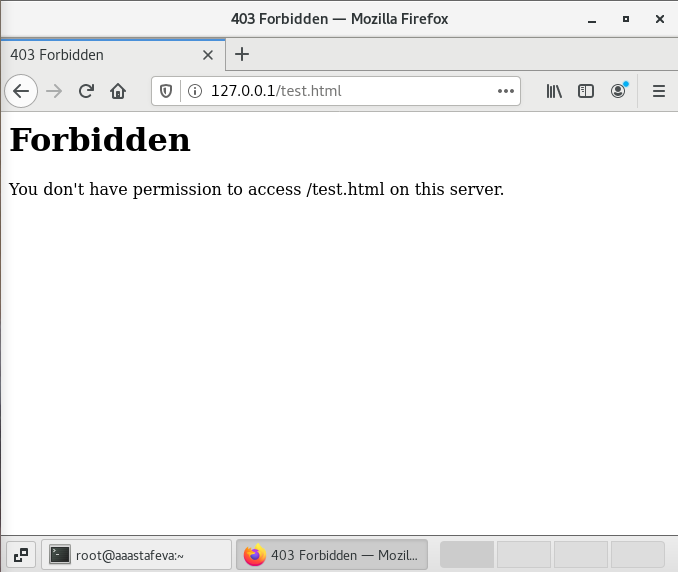 403 Forbidden — Mozilla Firefox
403 Forbidden
127.0.0.1/test.html
Forbidden
You don't have permission to access /test.html on this server.
root@aaastafeva:~
403 Forbidden — Mozil...